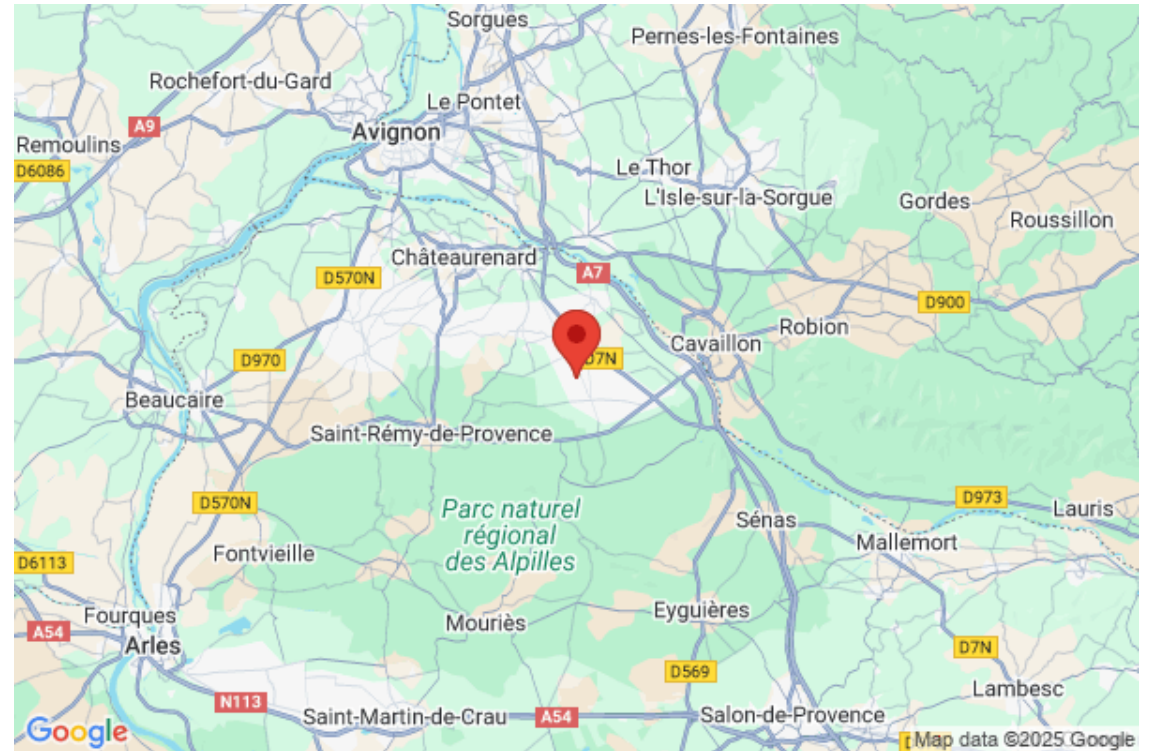 Sorgues
Pernes-les-Fontaines
Rochefort-du-Gard
Le Pontet
A9
Avignon
Remoulins
D6086
Le Thor
L'Isle-sur-la-Sorgue
Gordes
Roussillon
Châteaurenard
D570N
A7
D900
Robion
D970
D7N
Cavaillon
Beaucaire
Saint-Rémy-de-Provence
D570N
Parc naturel
régional
des Alpilles
D973
Lauris
Sénas
Mallemort
Fontvieille
D6113
Fourques
Mouriès
Eyguières
A54
Arles
D7N
D569
Lambesc
N113
Saint-Martin-de-Crau
A54
Salon-de-Provence
Google
Map data ©2025 Google